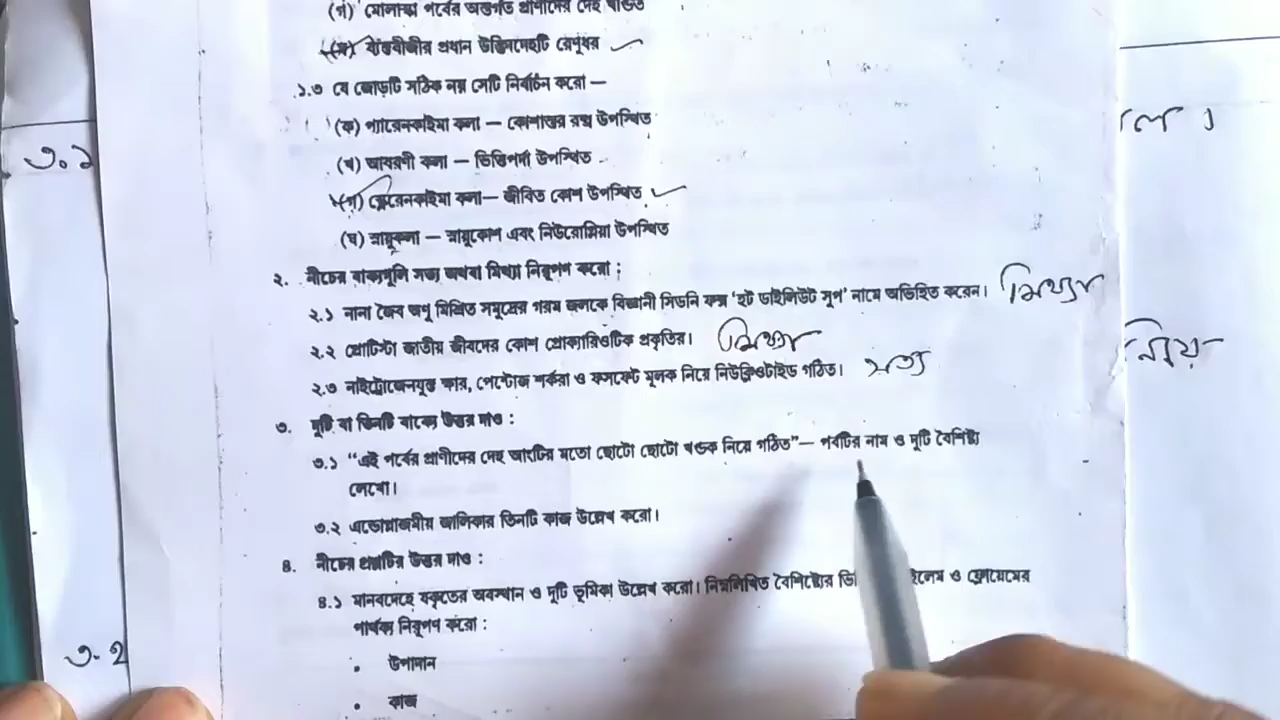 (গ) মোলাস্কা পর্বের অন্তর্গত প্রাণীদের দেহ খণ্ডিত
(ঘ) ব্যক্তবীজীর প্রধান উদ্ভিদদেহটি রেণুধর
১.৩ যে জোড়টি সঠিক নয় সেটি নির্বাচন করো —
(ক) প্যারেনকাইমা কলা — কোশান্তর রন্ধ্র উপস্থিত
(খ) আবরণী কলা — ভিত্তিপর্দা উপস্থিত
(গ) স্ক্লেরেনকাইমা কলা — জীবিত কোশ উপস্থিত
(ঘ) স্নায়ুকলা — স্নায়ুকোশ এবং নিউরোগ্লিয়া উপস্থিত
২. নীচের বাক্যগুলি সত্য অথবা মিথ্যা নিরূপণ করো :
২.১ নানা জৈব অণু মিশ্রিত সমুদ্রের গরম জলকে বিজ্ঞানী সিডনি ফক্স 'হট ডাইলিউট স্যুপ' নামে অভিহিত করেন। মিথ্যা
২.২ প্রোটিস্টা জাতীয় জীবদের কোশ প্রোক্যারিওটিক প্রকৃতির। মিথ্যা
২.৩ নাইট্রোজেনযুক্ত ক্ষার, পেন্টোজ শর্করা ও ফসফেট মূলক নিয়ে নিউক্লিওটাইড গঠিত। সত্য
৩. দুটি বা তিনটি বাক্যে উত্তর দাও :
৩.১ "এই পর্বের প্রাণীদের দেহ আংটির মতো ছোটো ছোটো খণ্ডক নিয়ে গঠিত"— পর্বটির নাম ও দুটি বৈশিষ্ট্য
লেখো।
৩.২ এন্ডোপ্লাজমীয় জালিকার তিনটি কাজ উল্লেখ করো।
৪. নীচের প্রশ্নটির উত্তর দাও :
৪.১ মানবদেহে যকৃতের অবস্থান ও দুটি ভূমিকা উল্লেখ করো। নিম্নলিখিত বৈশিষ্ট্যের ও ফ্লোয়েমের
পার্থক্য নিরূপণ করো :
• উপাদান
• কাজ
৩.১
৩.২